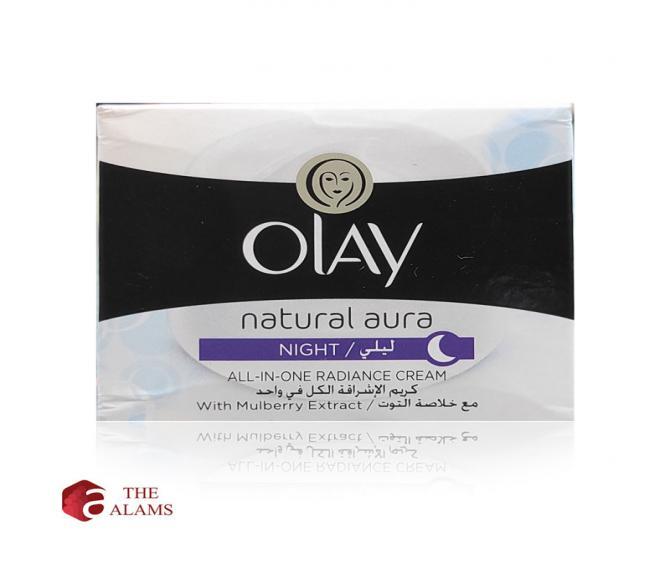 OLAY
natural aura
NIGHT / ليلي
ALL-IN-ONE RADIANCE CREAM
كريم الإشراقة الكل في واحد
With Mulberry Extract / مع خلاصة التوت
THE
ALAMS